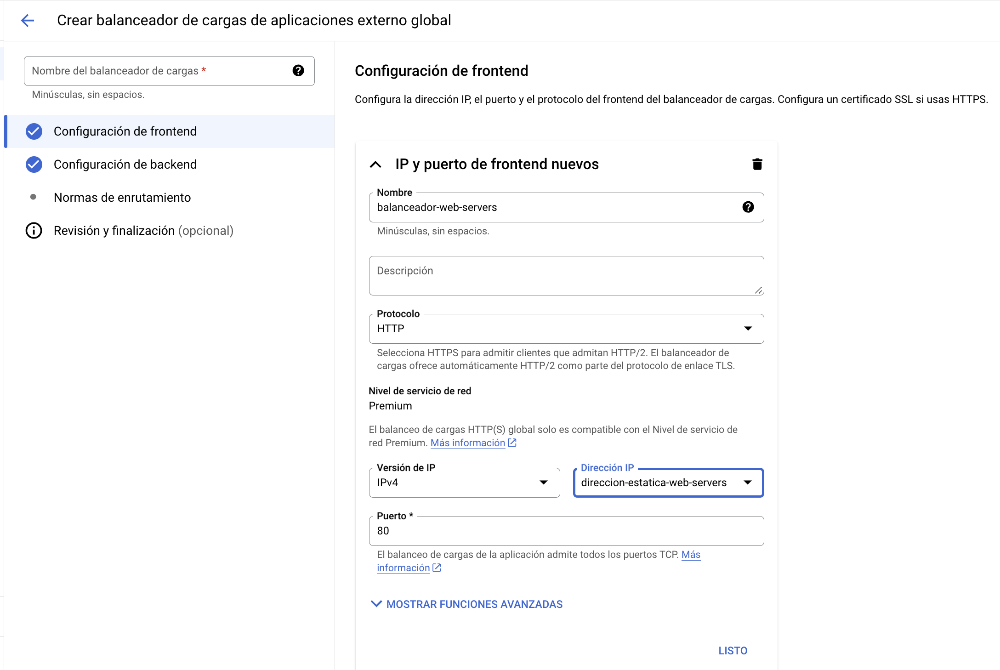 Crear balanceador de cargas de aplicaciones externo global
Nombre del balanceador de cargas *
Minúsculas, sin espacios.
Configuración de frontend
Configuración de backend
Normas de enrutamiento
Revisión y finalización (opcional)
Configuración de frontend
Configura la dirección IP, el puerto y el protocolo del frontend del balanceador de cargas. Configura un certificado SSL si usas HTTPS.
IP y puerto de frontend nuevos
Nombre
balanceador-web-servers
Minúsculas, sin espacios.
Descripción
Protocolo
HTTP
Selecciona HTTPS para admitir clientes que admitan HTTP/2. El balanceador de
cargas ofrece automáticamente HTTP/2 como parte del protocolo de enlace TLS.
Nivel de servicio de red
Premium
El balanceo de cargas HTTP(S) global solo es compatible con el Nivel de servicio de
red Premium. Más información
Versión de IP
IPv4
Dirección IP
direccion-estatica-web-servers
Puerto *
80
El balanceo de cargas de la aplicación admite todos los puertos TCP. Más
información
MOSTRAR FUNCIONES AVANZADAS
LISTO